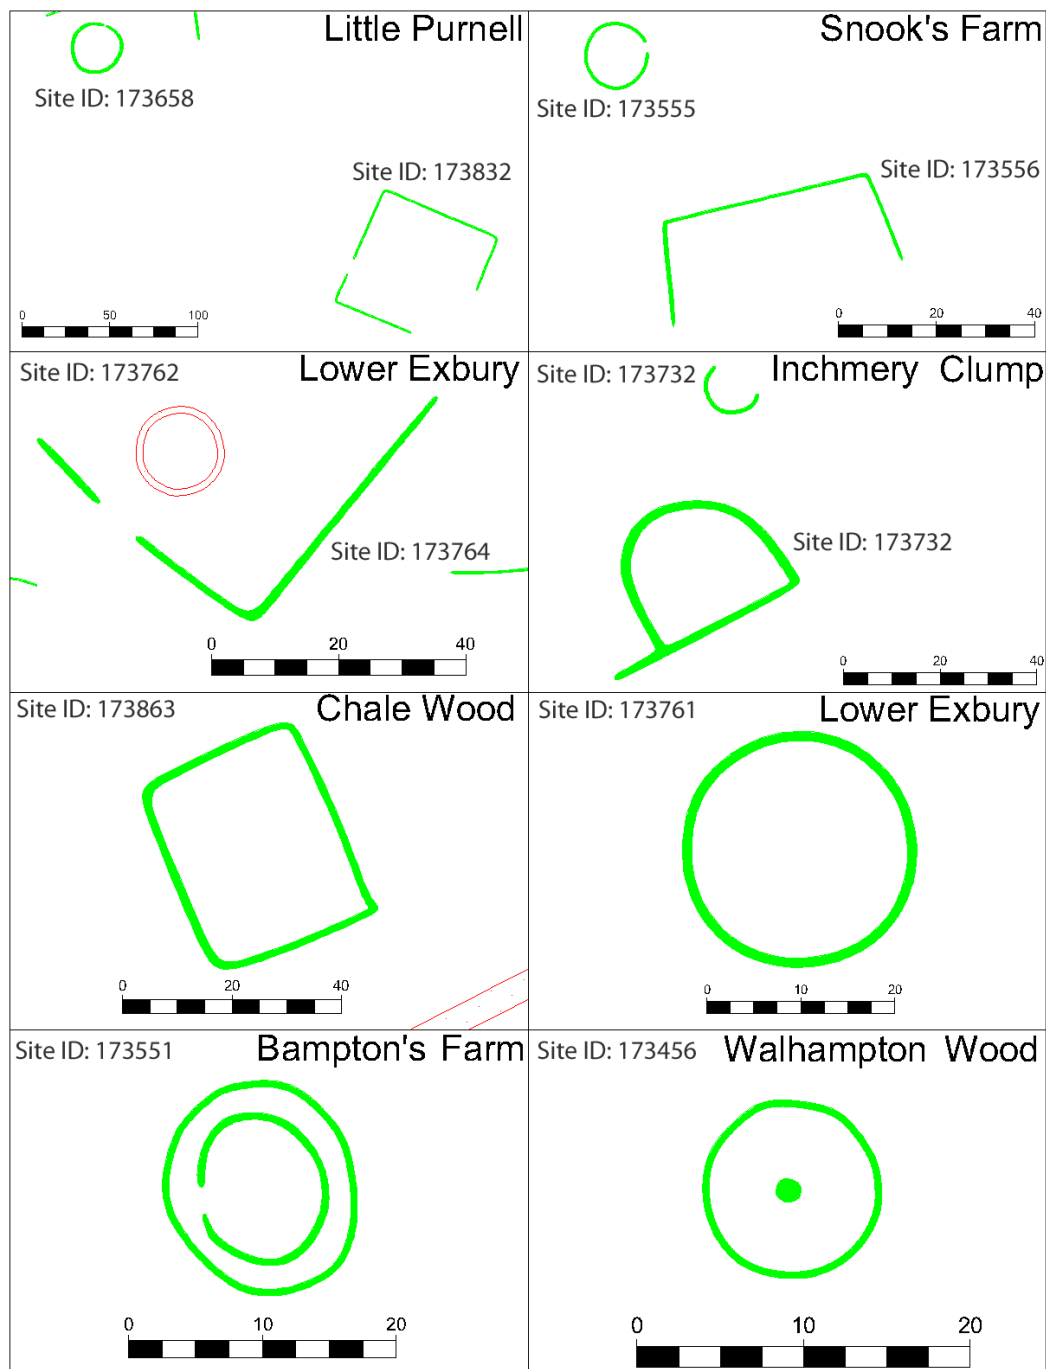 Little Purnell
Site ID: 173658
Site ID: 173832
0 50 100
Snook's Farm
Site ID: 173555
Site ID: 173556
0 20 40
Site ID: 173762
Lower Exbury
Site ID: 173764
0 20 40
Site ID: 173732
Inchmery Clump
Site ID: 173732
0 20 40
Site ID: 173863
Chale Wood
0 20 40
Site ID: 173761
Lower Exbury
0 10 20
Site ID: 173551
Bampton's Farm
0 10 20
Site ID: 173456
Walhampton Wood
0 10 20